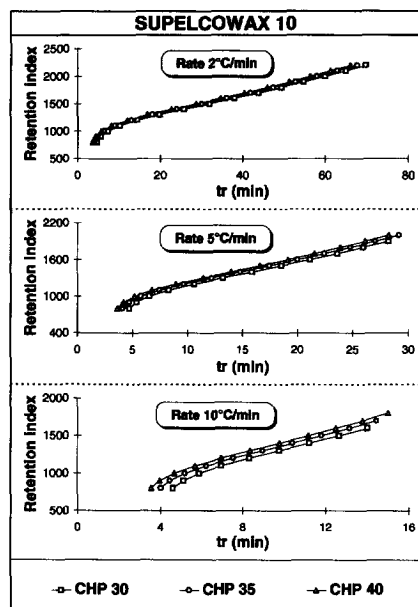 SUPELCOWAX 10
Retention Index
2500
2000
1500
1000
500
Rate 2°C/min
0 20 40 60 80
tr (min)
Retention index
2200
1600
1000
400
Rate 5°C/min
0 5 10 15 20 25 30
tr (min)
Retention index
2000
1500
1000
500
Rate 10°C/min
0 4 8 12 16
tr (min)
CHP 30 CHP 35 CHP 40